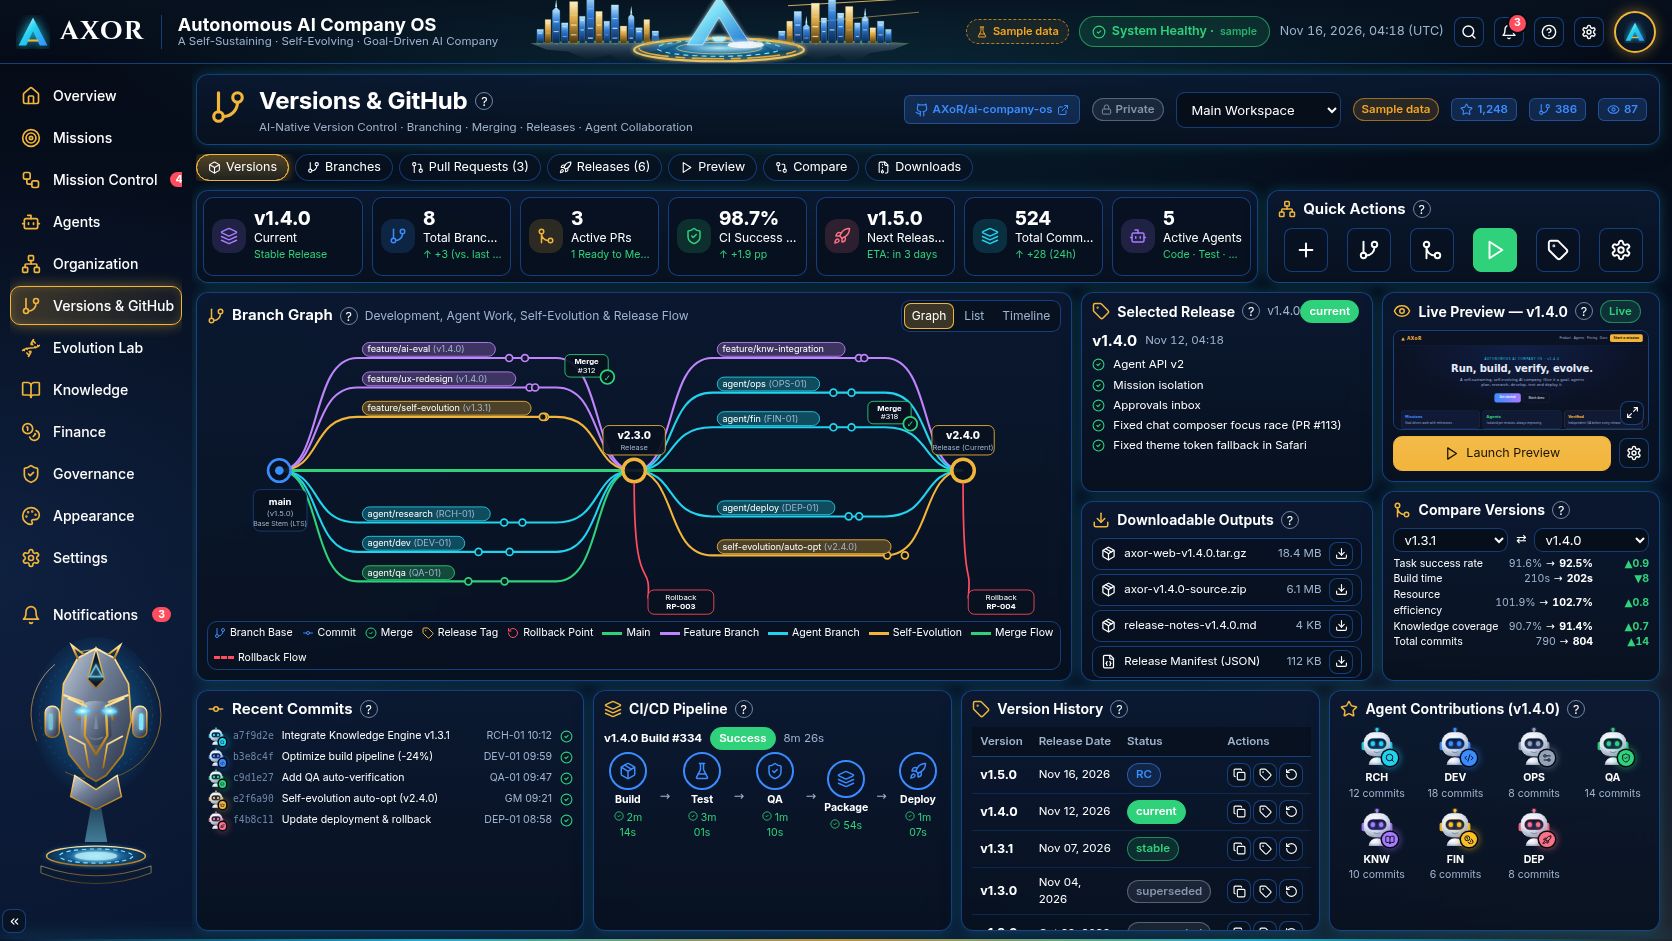 AXOR
Autonomous AI Company OS
A Self-Sustaining · Self-Evolving · Goal-Driven AI Company
Sample data
System Healthy · sample
Nov 16, 2026, 04:18 (UTC)
3
Overview
Missions
Mission Control 4
Agents
Organization
Versions & GitHub
Evolution Lab
Knowledge
Finance
Governance
Appearance
Settings
Notifications 3
«
Versions & GitHub ?
AI-Native Version Control · Branching · Merging · Releases · Agent Collaboration
AXoR/ai-company-os
Private
Main Workspace
Sample data
1,248
386
87
Versions
Branches
Pull Requests (3)
Releases (6)
Preview
Compare
Downloads
v1.4.0
Current
Stable Release
8
Total Branc...
↑ +3 (vs. last ...
3
Active PRs
1 Ready to Me...
98.7%
CI Success ...
↑ +1.9 pp
v1.5.0
Next Releas...
ETA: in 3 days
524
Total Comm...
↑ +28 (24h)
5
Active Agents
Code · Test · ...
Quick Actions ?
Branch Graph ?
Development, Agent Work, Self-Evolution & Release Flow
Graph
List
Timeline
feature/ai-eval (v1.4.0)
feature/ux-redesign (v1.4.0)
feature/self-evolution (v1.3.1)
Merge
#312
feature/knw-integration
agent/ops (OPS-01)
agent/fin (FIN-01)
Merge
#318
v2.3.0
Release
v2.4.0
Release (Current)
main
(v1.5.0)
Base Stem (LTS)
agent/research (RCH-01)
agent/dev (DEV-01)
agent/qa (QA-01)
agent/deploy (DEP-01)
self-evolution/auto-opt (v2.4.0)
Rollback
RP-003
Rollback
RP-004
Branch Base
Commit
Merge
Release Tag
Rollback Point
Main
Feature Branch
Agent Branch
Self-Evolution
Merge Flow
Rollback Flow
Selected Release ? v1.4.0 current
v1.4.0 Nov 12, 04:18
Agent API v2
Mission isolation
Approvals inbox
Fixed chat composer focus race (PR #113)
Fixed theme token fallback in Safari
Downloadable Outputs ?
axor-web-v1.4.0.tar.gz 18.4 MB
axor-v1.4.0-source.zip 6.1 MB
release-notes-v1.4.0.md 4 KB
Release Manifest (JSON) 112 KB
Live Preview — v1.4.0 ? Live
AXoR
Run, build, verify, evolve.
Missions
Agents
Verified
Launch Preview
Compare Versions ?
v1.3.1 ⇄ v1.4.0
Task success rate 91.6% → 92.5% ▲0.9
Build time 210s → 202s ▼8
Resource efficiency 101.9% → 102.7% ▲0.8
Knowledge coverage 90.7% → 91.4% ▲0.7
Total commits 790 → 804 ▲14
Recent Commits ?
a7f9d2e Integrate Knowledge Engine v1.3.1 RCH-01 10:12
b3e8c4f Optimize build pipeline (-24%) DEV-01 09:59
c9d1e27 Add QA auto-verification QA-01 09:47
e2f6a90 Self-evolution auto-opt (v2.4.0) GM 09:21
f4b8c11 Update deployment & rollback DEP-01 08:58
CI/CD Pipeline ?
v1.4.0 Build #334 Success 8m 26s
Build
2m 14s
→
Test
3m 01s
→
QA
1m 10s
→
Package
54s
→
Deploy
1m 07s
Version History ?
Version Release Date Status Actions
v1.5.0 Nov 16, 2026 RC
v1.4.0 Nov 12, 2026 current
v1.3.1 Nov 07, 2026 stable
v1.3.0 Nov 04, 2026 superseded
Agent Contributions (v1.4.0) ?
RCH
12 commits
DEV
18 commits
OPS
8 commits
QA
14 commits
KNW
10 commits
FIN
6 commits
DEP
8 commits